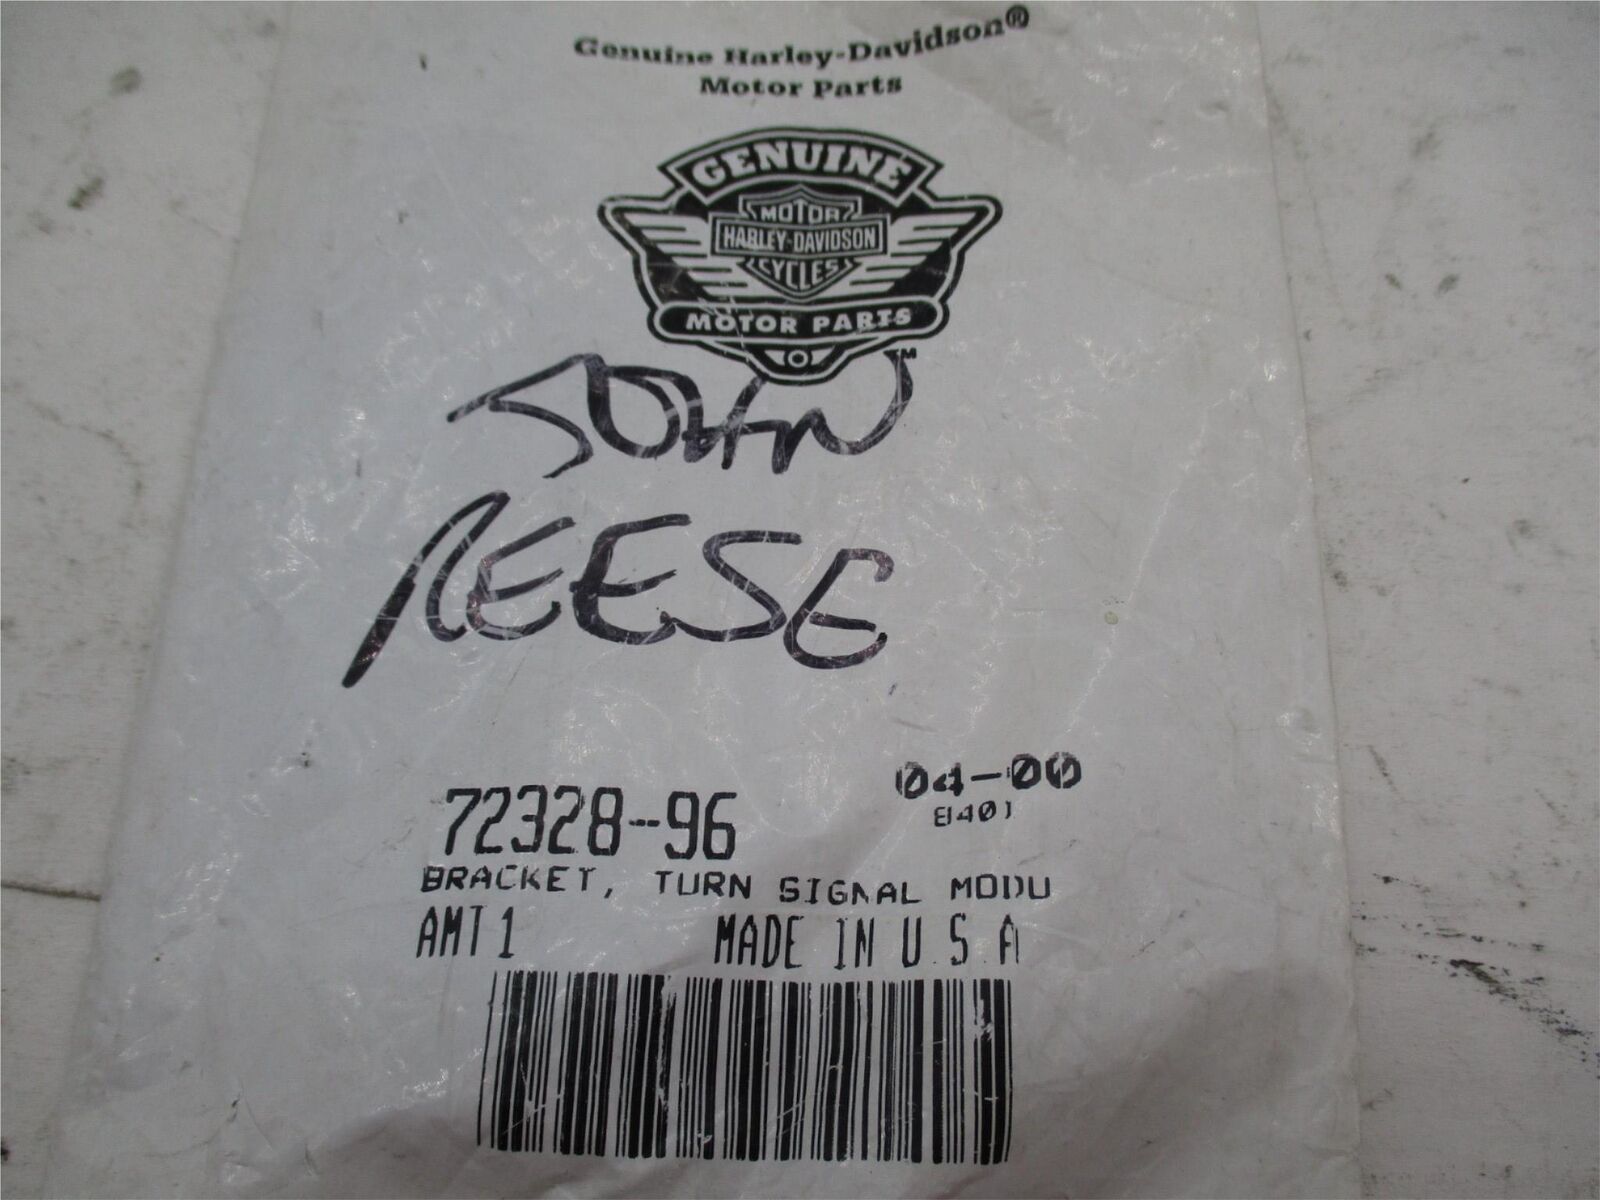 Genuine Harley-Davidson®
Motor Parts
GENUINE
MOTOR
HARLEY-DAVIDSON
CYCLES
MOTOR PARTS
TM
JOHN
REESE
04-00
72328-96
BRACKET, TURN SIGNAL MODU
AMT 1 MADE IN U.S.A